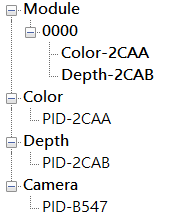 Module
0000
Color-2CAA
Depth-2CAB
Color
PID-2CAA
Depth
PID-2CAB
Camera
PID-B547